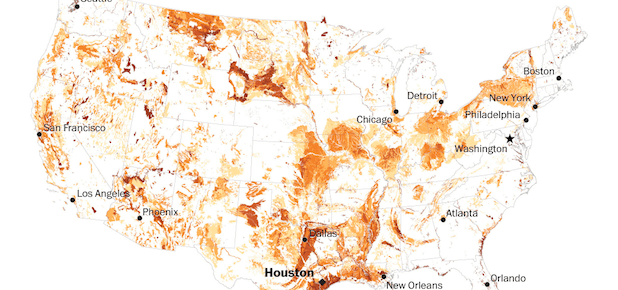 Seattle
Boston
Detroit
New York
Chicago
Philadelphia
San Francisco
Washington
Los Angeles
Phoenix
Atlanta
Dallas
Houston
Orlando
New Orleans